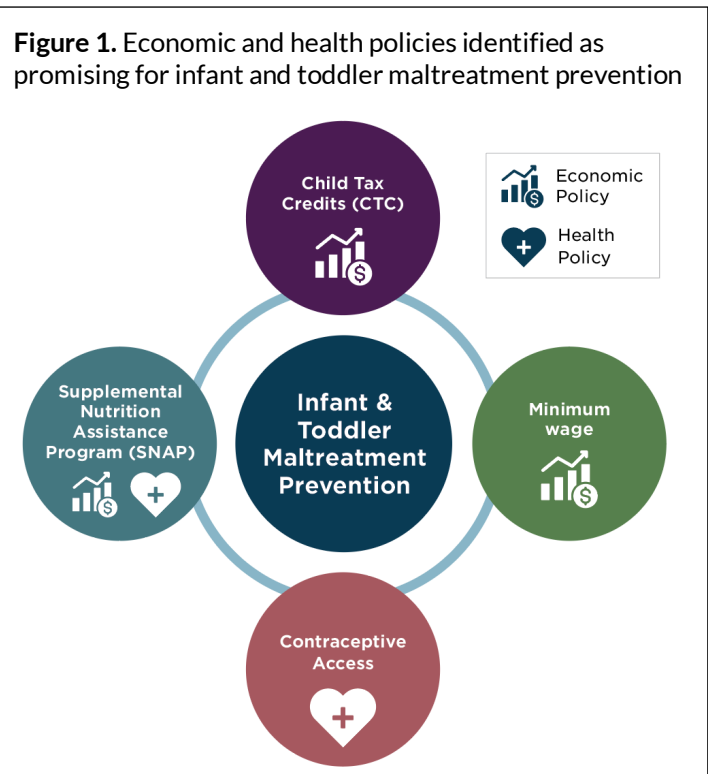 Figure 1. Economic and health policies identified as
promising for infant and toddler maltreatment prevention
Child Tax
Credits (CTC)
$
$
Economic
Policy
Health
Policy
Supplemental
Nutrition
Assistance
Program (SNAP)
$
Infant &
Toddler
Maltreatment
Prevention
Minimum
wage
$
Contraceptive
Access